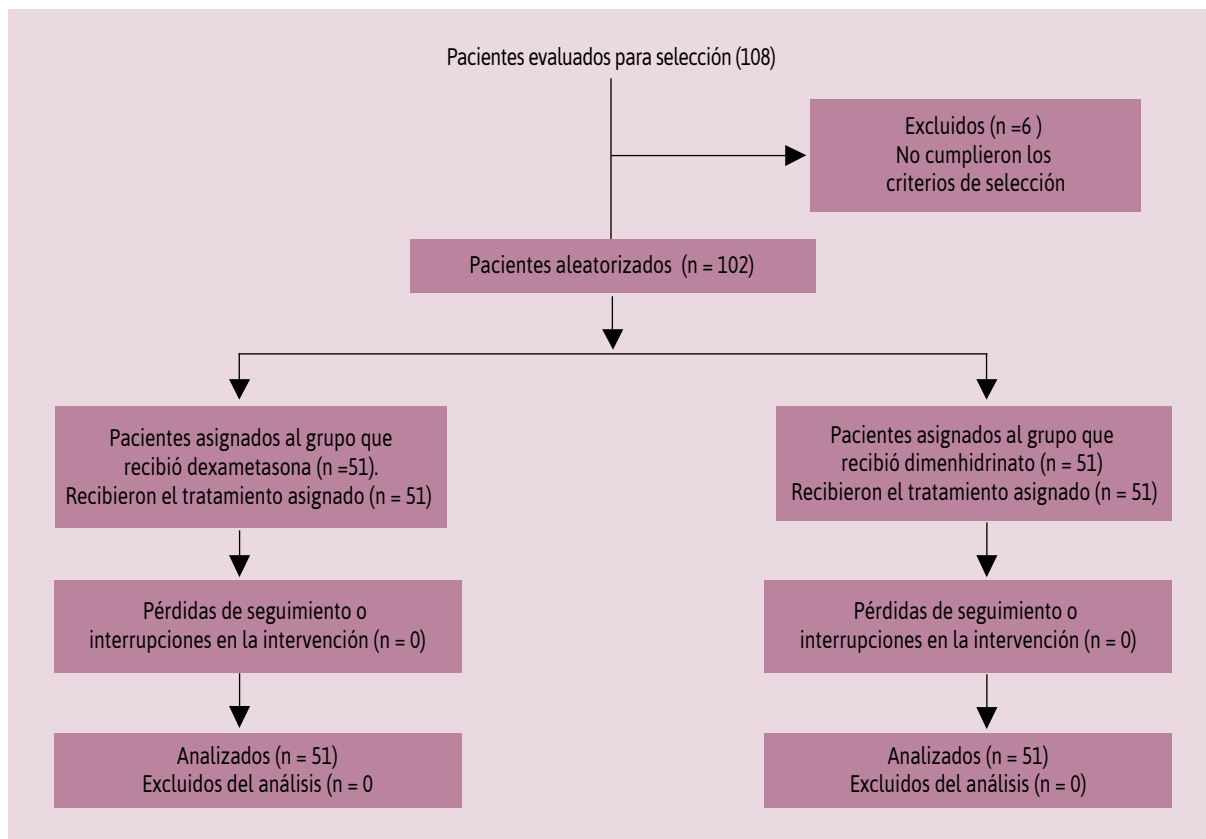 Pacientes evaluados para selección (108)
Excluidos (n =6 )
No cumplieron los
criterios de selección
Pacientes aleatorizados (n = 102)
Pacientes asignados al grupo que
recibió dexametasona (n =51).
Recibieron el tratamiento asignado (n = 51)
Pacientes asignados al grupo que
recibió dimenhidrinato (n = 51)
Recibieron el tratamiento asignado (n = 51)
Pérdidas de seguimiento o
interrupciones en la intervención (n = 0)
Pérdidas de seguimiento o
interrupciones en la intervención (n = 0)
Analizados (n = 51)
Excluidos del análisis (n = 0
Analizados (n = 51)
Excluidos del análisis (n = 0)